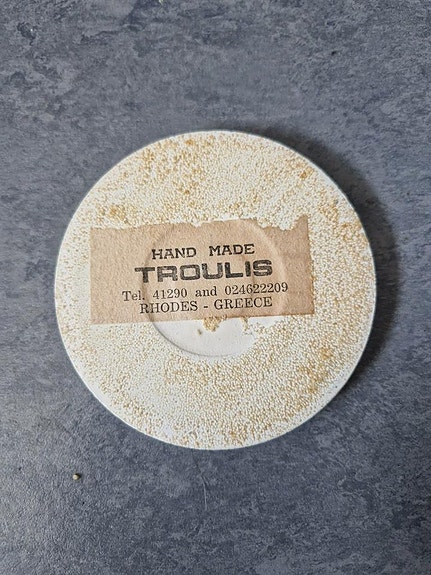 HAND MADE
TROULIS
Tel. 41290 and 024622209
RHODES - GREECE